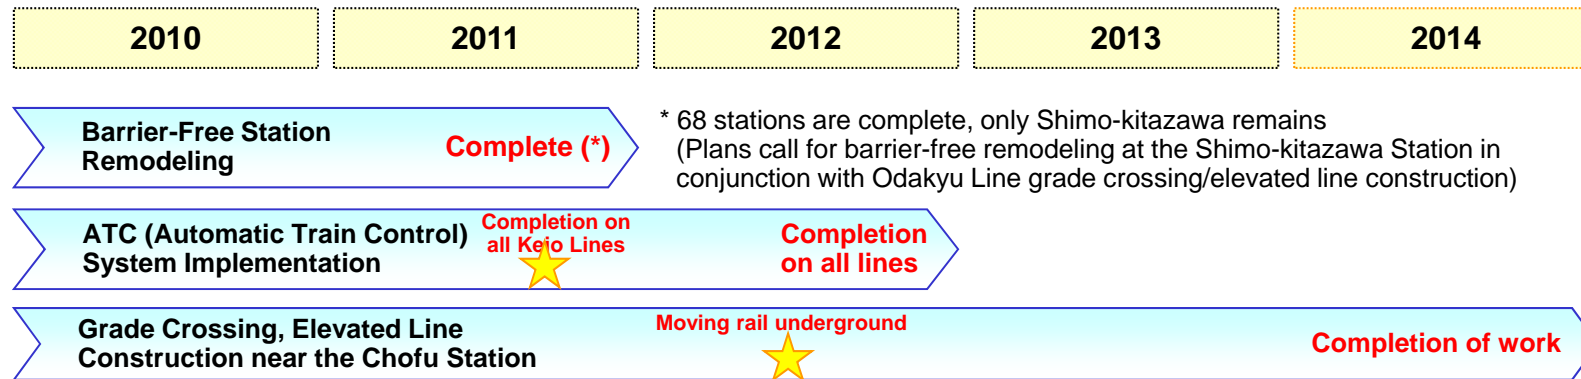 2010 2011 2012 2013 2014
Barrier-Free Station
Remodeling
Complete (*)
* 68 stations are complete, only Shimo-kitazawa remains
(Plans call for barrier-free remodeling at the Shimo-kitazawa Station in
conjunction with Odakyu Line grade crossing/elevated line construction)
ATC (Automatic Train Control)
System Implementation
Completion on
all Keio Lines
Completion
on all lines
Grade Crossing, Elevated Line
Construction near the Chofu Station
Moving rail underground
Completion of work